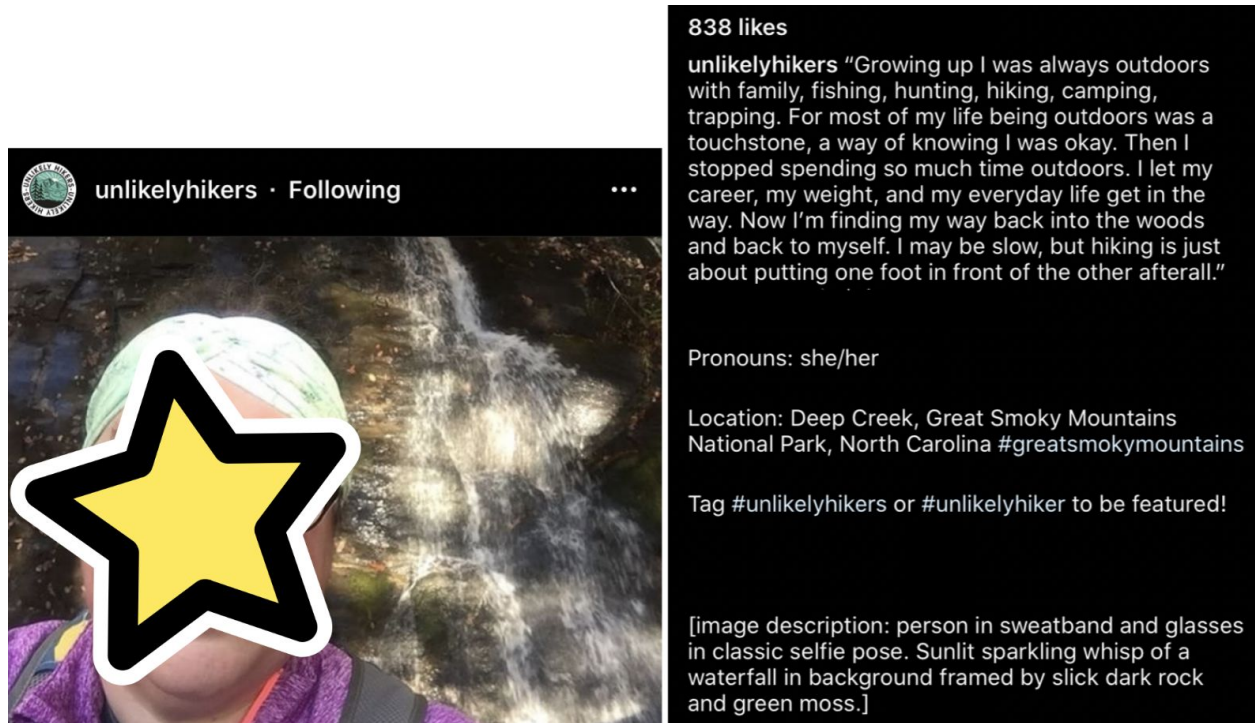 UNLIKELY HIKERS · UNLIKELY HIKERS ·
unlikelyhikers · Following
838 likes
unlikelyhikers “Growing up I was always outdoors
with family, fishing, hunting, hiking, camping,
trapping. For most of my life being outdoors was a
touchstone, a way of knowing I was okay. Then I
stopped spending so much time outdoors. I let my
career, my weight, and my everyday life get in the
way. Now I’m finding my way back into the woods
and back to myself. I may be slow, but hiking is just
about putting one foot in front of the other afterall.”
Pronouns: she/her
Location: Deep Creek, Great Smoky Mountains
National Park, North Carolina #greatsmokymountains
Tag #unlikelyhikers or #unlikelyhiker to be featured!
[image description: person in sweatband and glasses
in classic selfie pose. Sunlit sparkling whisp of a
waterfall in background framed by slick dark rock
and green moss.]